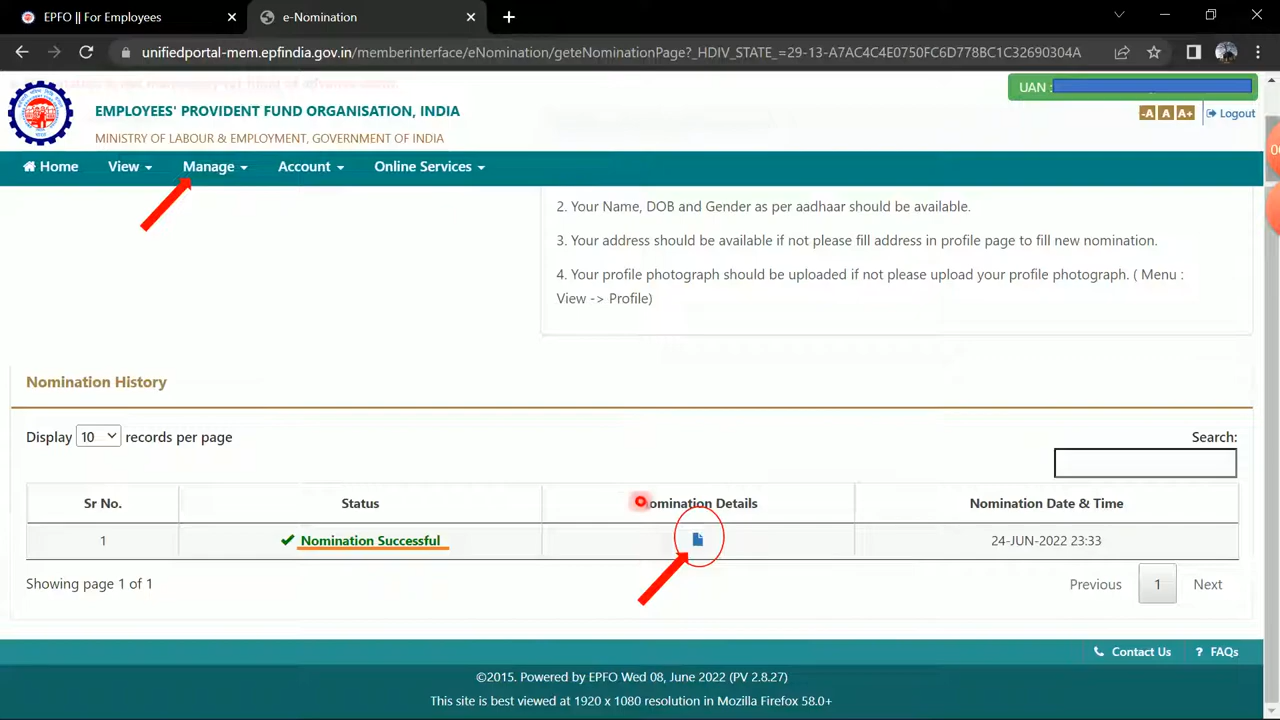 EPFO || For Employees
e-Nomination
unifiedportal-mem.epfindia.gov.in/memberinterface/eNomination/geteNominationPage?_HDIV_STATE_=29-13-A7AC4C4E0750FC6D778BC1C32690304A
EMPLOYEES' PROVIDENT FUND ORGANISATION, INDIA
MINISTRY OF LABOUR & EMPLOYMENT, GOVERNMENT OF INDIA
UAN :
-A A A+ Logout
Home View Manage Account Online Services
2. Your Name, DOB and Gender as per aadhaar should be available.
3. Your address should be available if not please fill address in profile page to fill new nomination.
4. Your profile photograph should be uploaded if not please upload your profile photograph. ( Menu :
View -> Profile)
Nomination History
Display 10 records per page
Search:
Sr No. Status Nomination Details Nomination Date & Time
1 Nomination Successful 24-JUN-2022 23:33
Showing page 1 of 1
Previous 1 Next
Contact Us ? FAQs
©2015. Powered by EPFO Wed 08, June 2022 (PV 2.8.27)
This site is best viewed at 1920 x 1080 resolution in Mozilla Firefox 58.0+